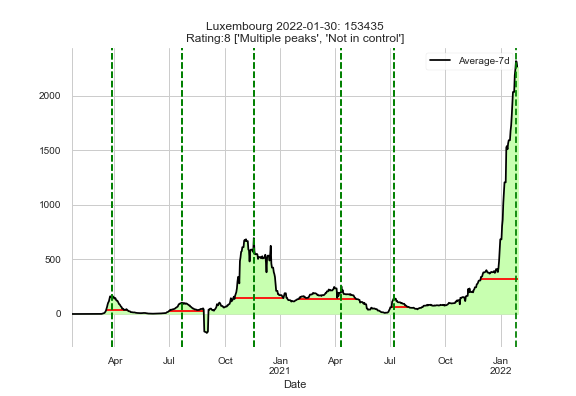 Luxembourg 2022-01-30: 153435
Rating:8 ['Multiple peaks', 'Not in control']
Average-7d
2000
1500
1000
500
0
Apr
Jul
Oct
Jan
2021
Apr
Jul
Oct
Jan
2022
Date